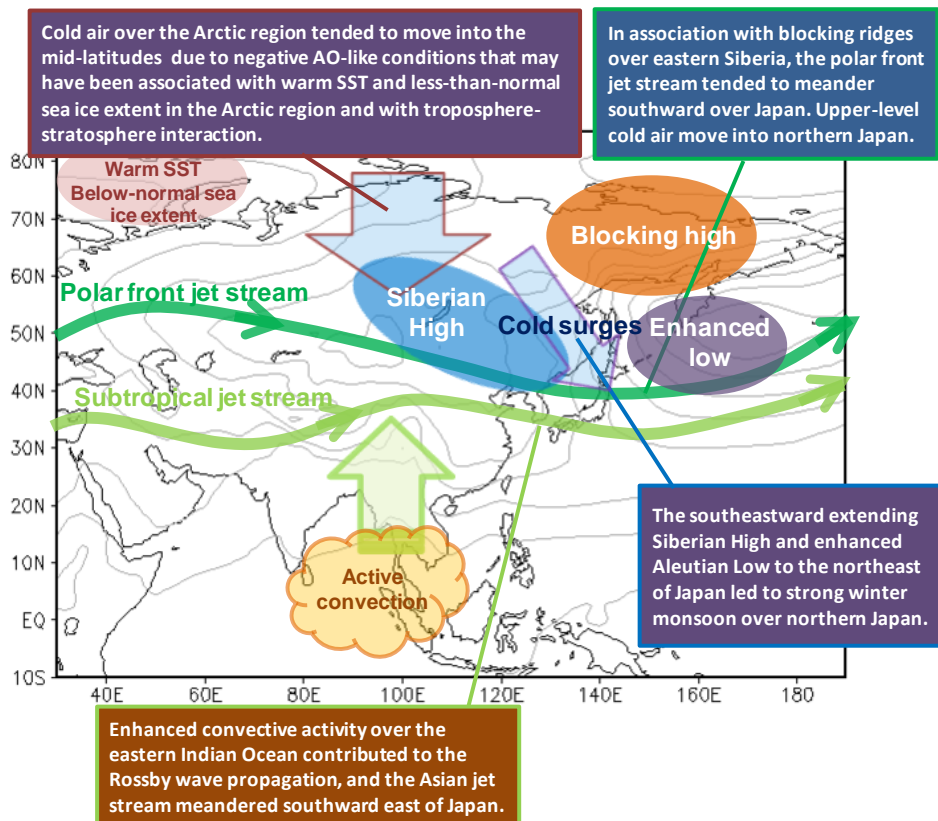 Cold air over the Arctic region tended to move into the
mid-latitudes due to negative AO-like conditions that may
have been associated with warm SST and less-than-normal
sea ice extent in the Arctic region and with troposphere-
stratosphere interaction.
In association with blocking ridges
over eastern Siberia, the polar front
jet stream tended to meander
southward over Japan. Upper-level
cold air move into northern Japan.
80N
Warm SST
Below-normal sea
ice extent
70N
Blocking high
60N
Polar front jet stream
Siberian
High
Cold surges
Enhanced
low
50N
40N
Subtropical jet stream
30N
20N
The southeastward extending
Siberian High and enhanced
Aleutian Low to the northeast
of Japan led to strong winter
monsoon over northern Japan.
10N
Active
convection
EQ
10S
40E
60E
80E
100E
120E
140E
160E
180
Enhanced convective activity over the
eastern Indian Ocean contributed to the
Rossby wave propagation, and the Asian jet
stream meandered southward east of Japan.